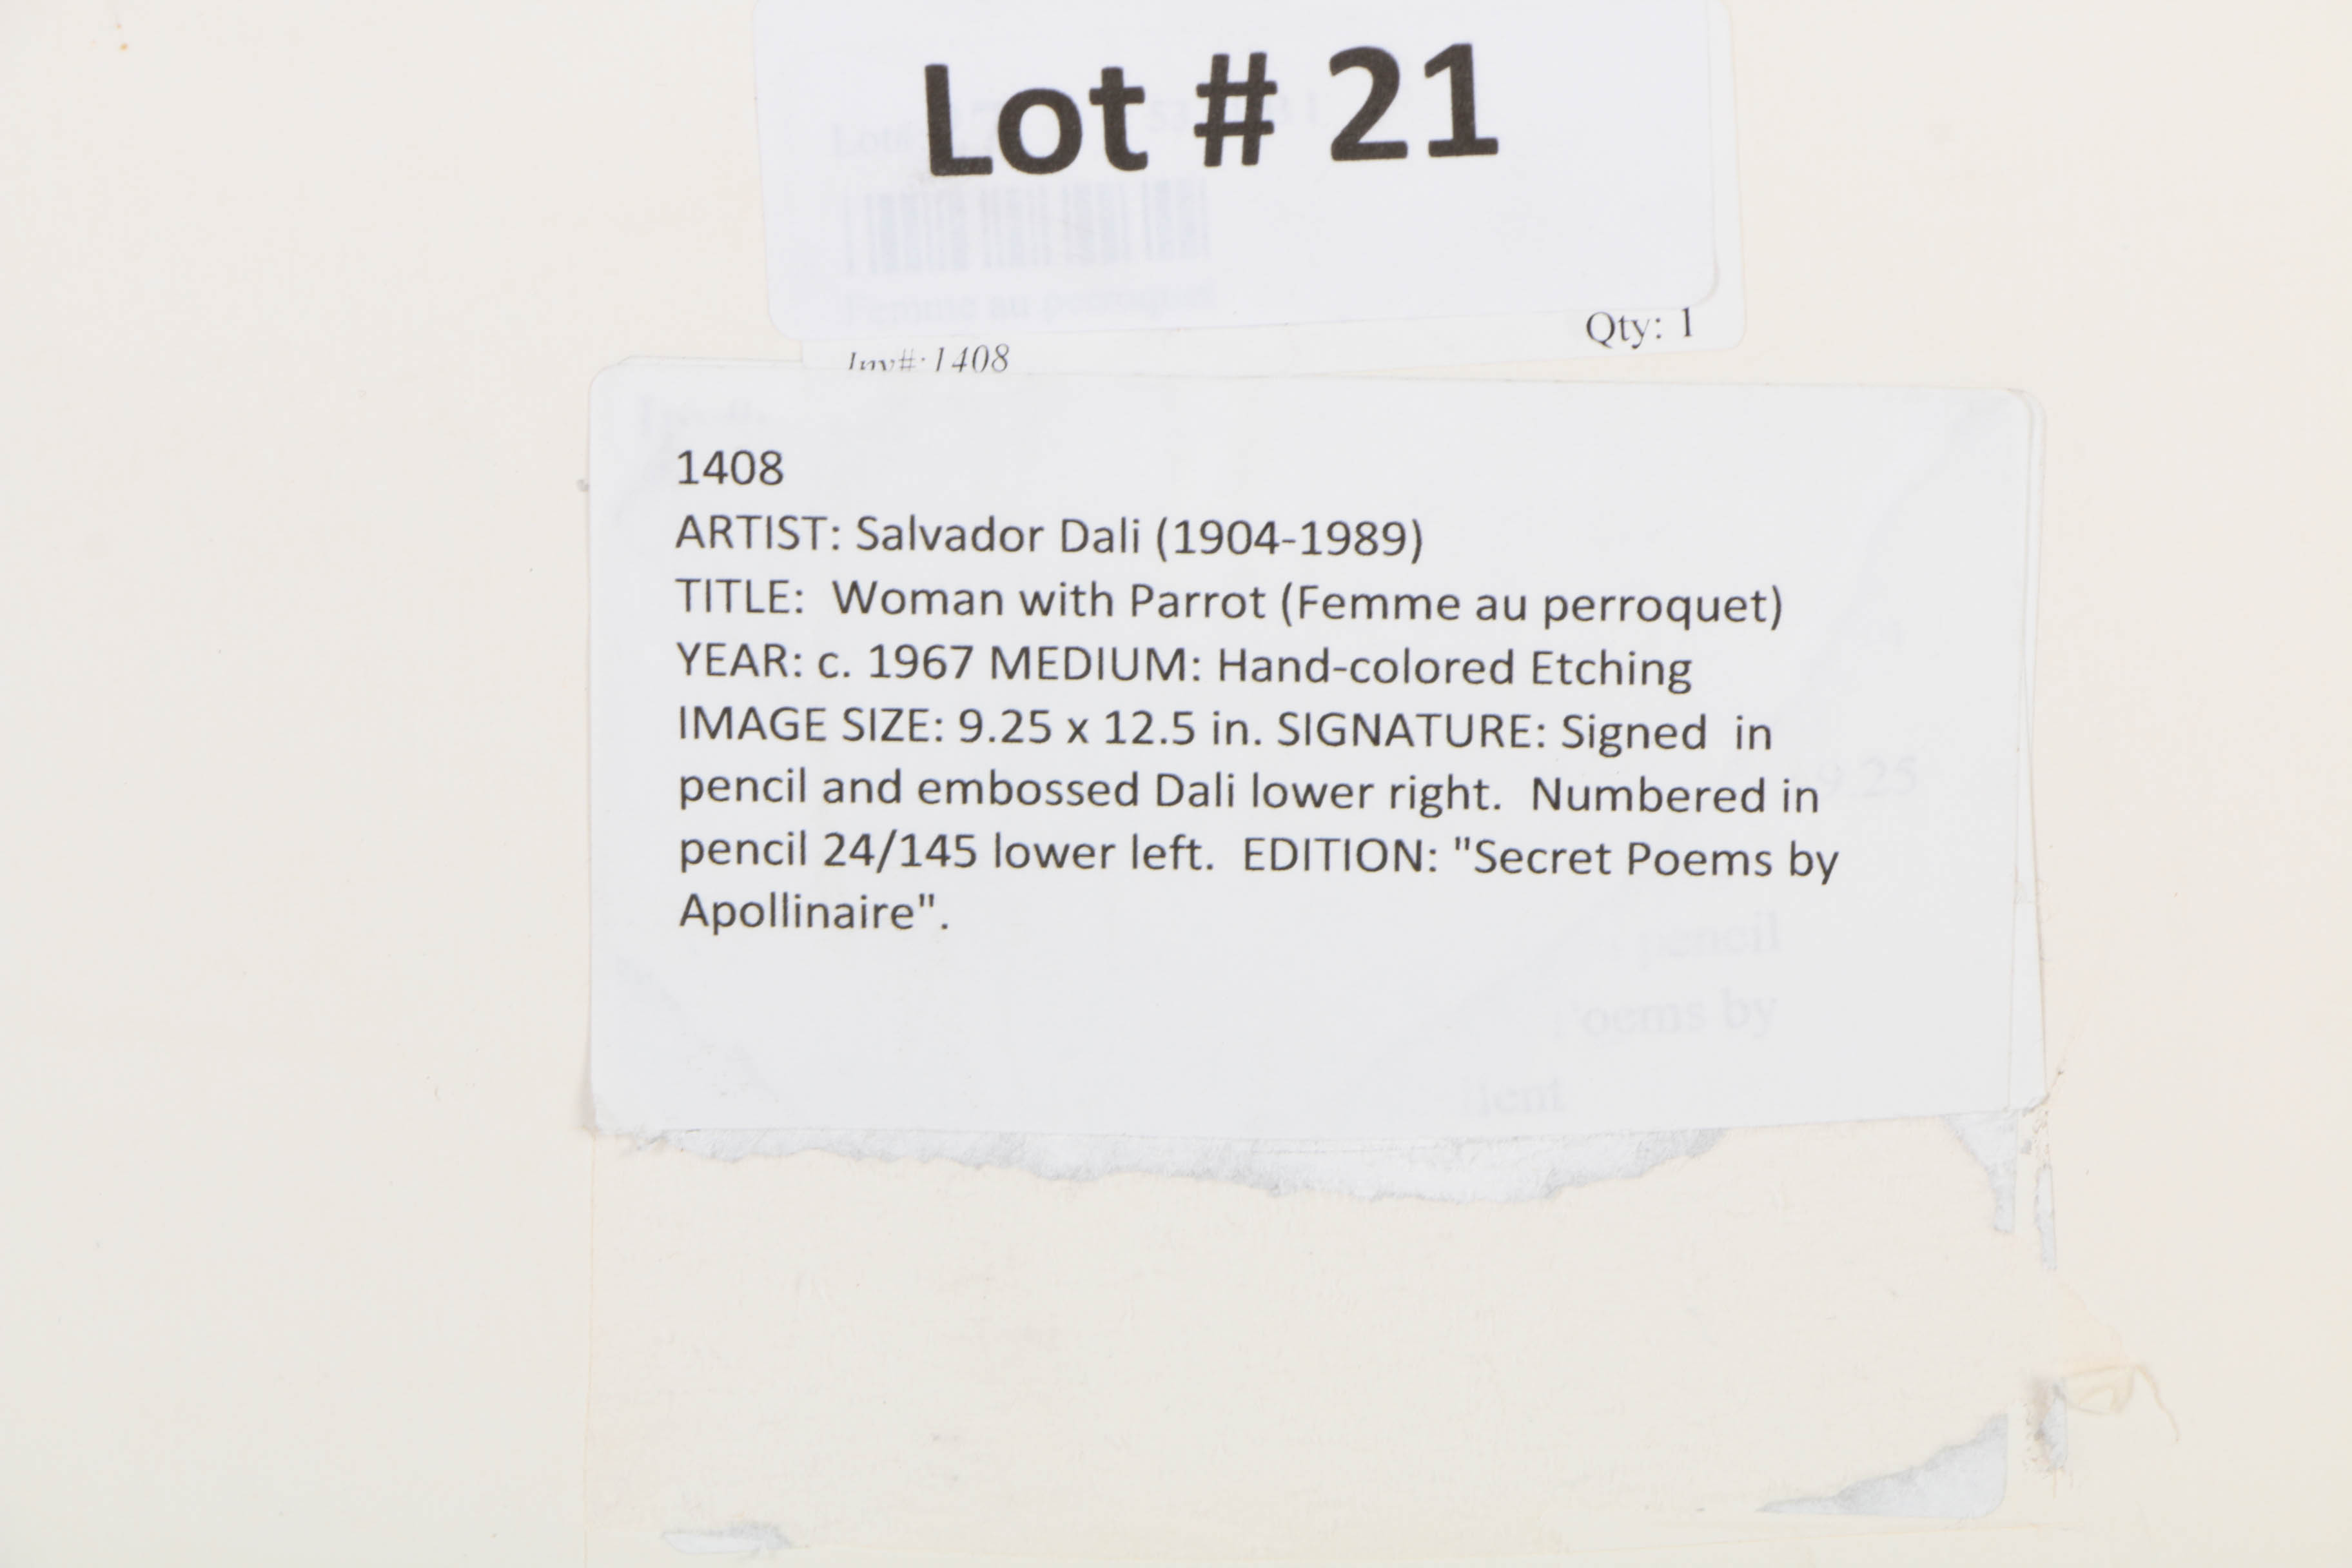 Lot # 21
Qty: 1
Inv#: 1408
1408
ARTIST: Salvador Dali (1904-1989)
TITLE:  Woman with Parrot (Femme au perroquet)
YEAR: c. 1967 MEDIUM: Hand-colored Etching
IMAGE SIZE: 9.25 x 12.5 in. SIGNATURE: Signed  in
pencil and embossed Dali lower right.  Numbered in
pencil 24/145 lower left.  EDITION: "Secret Poems by
Apollinaire".